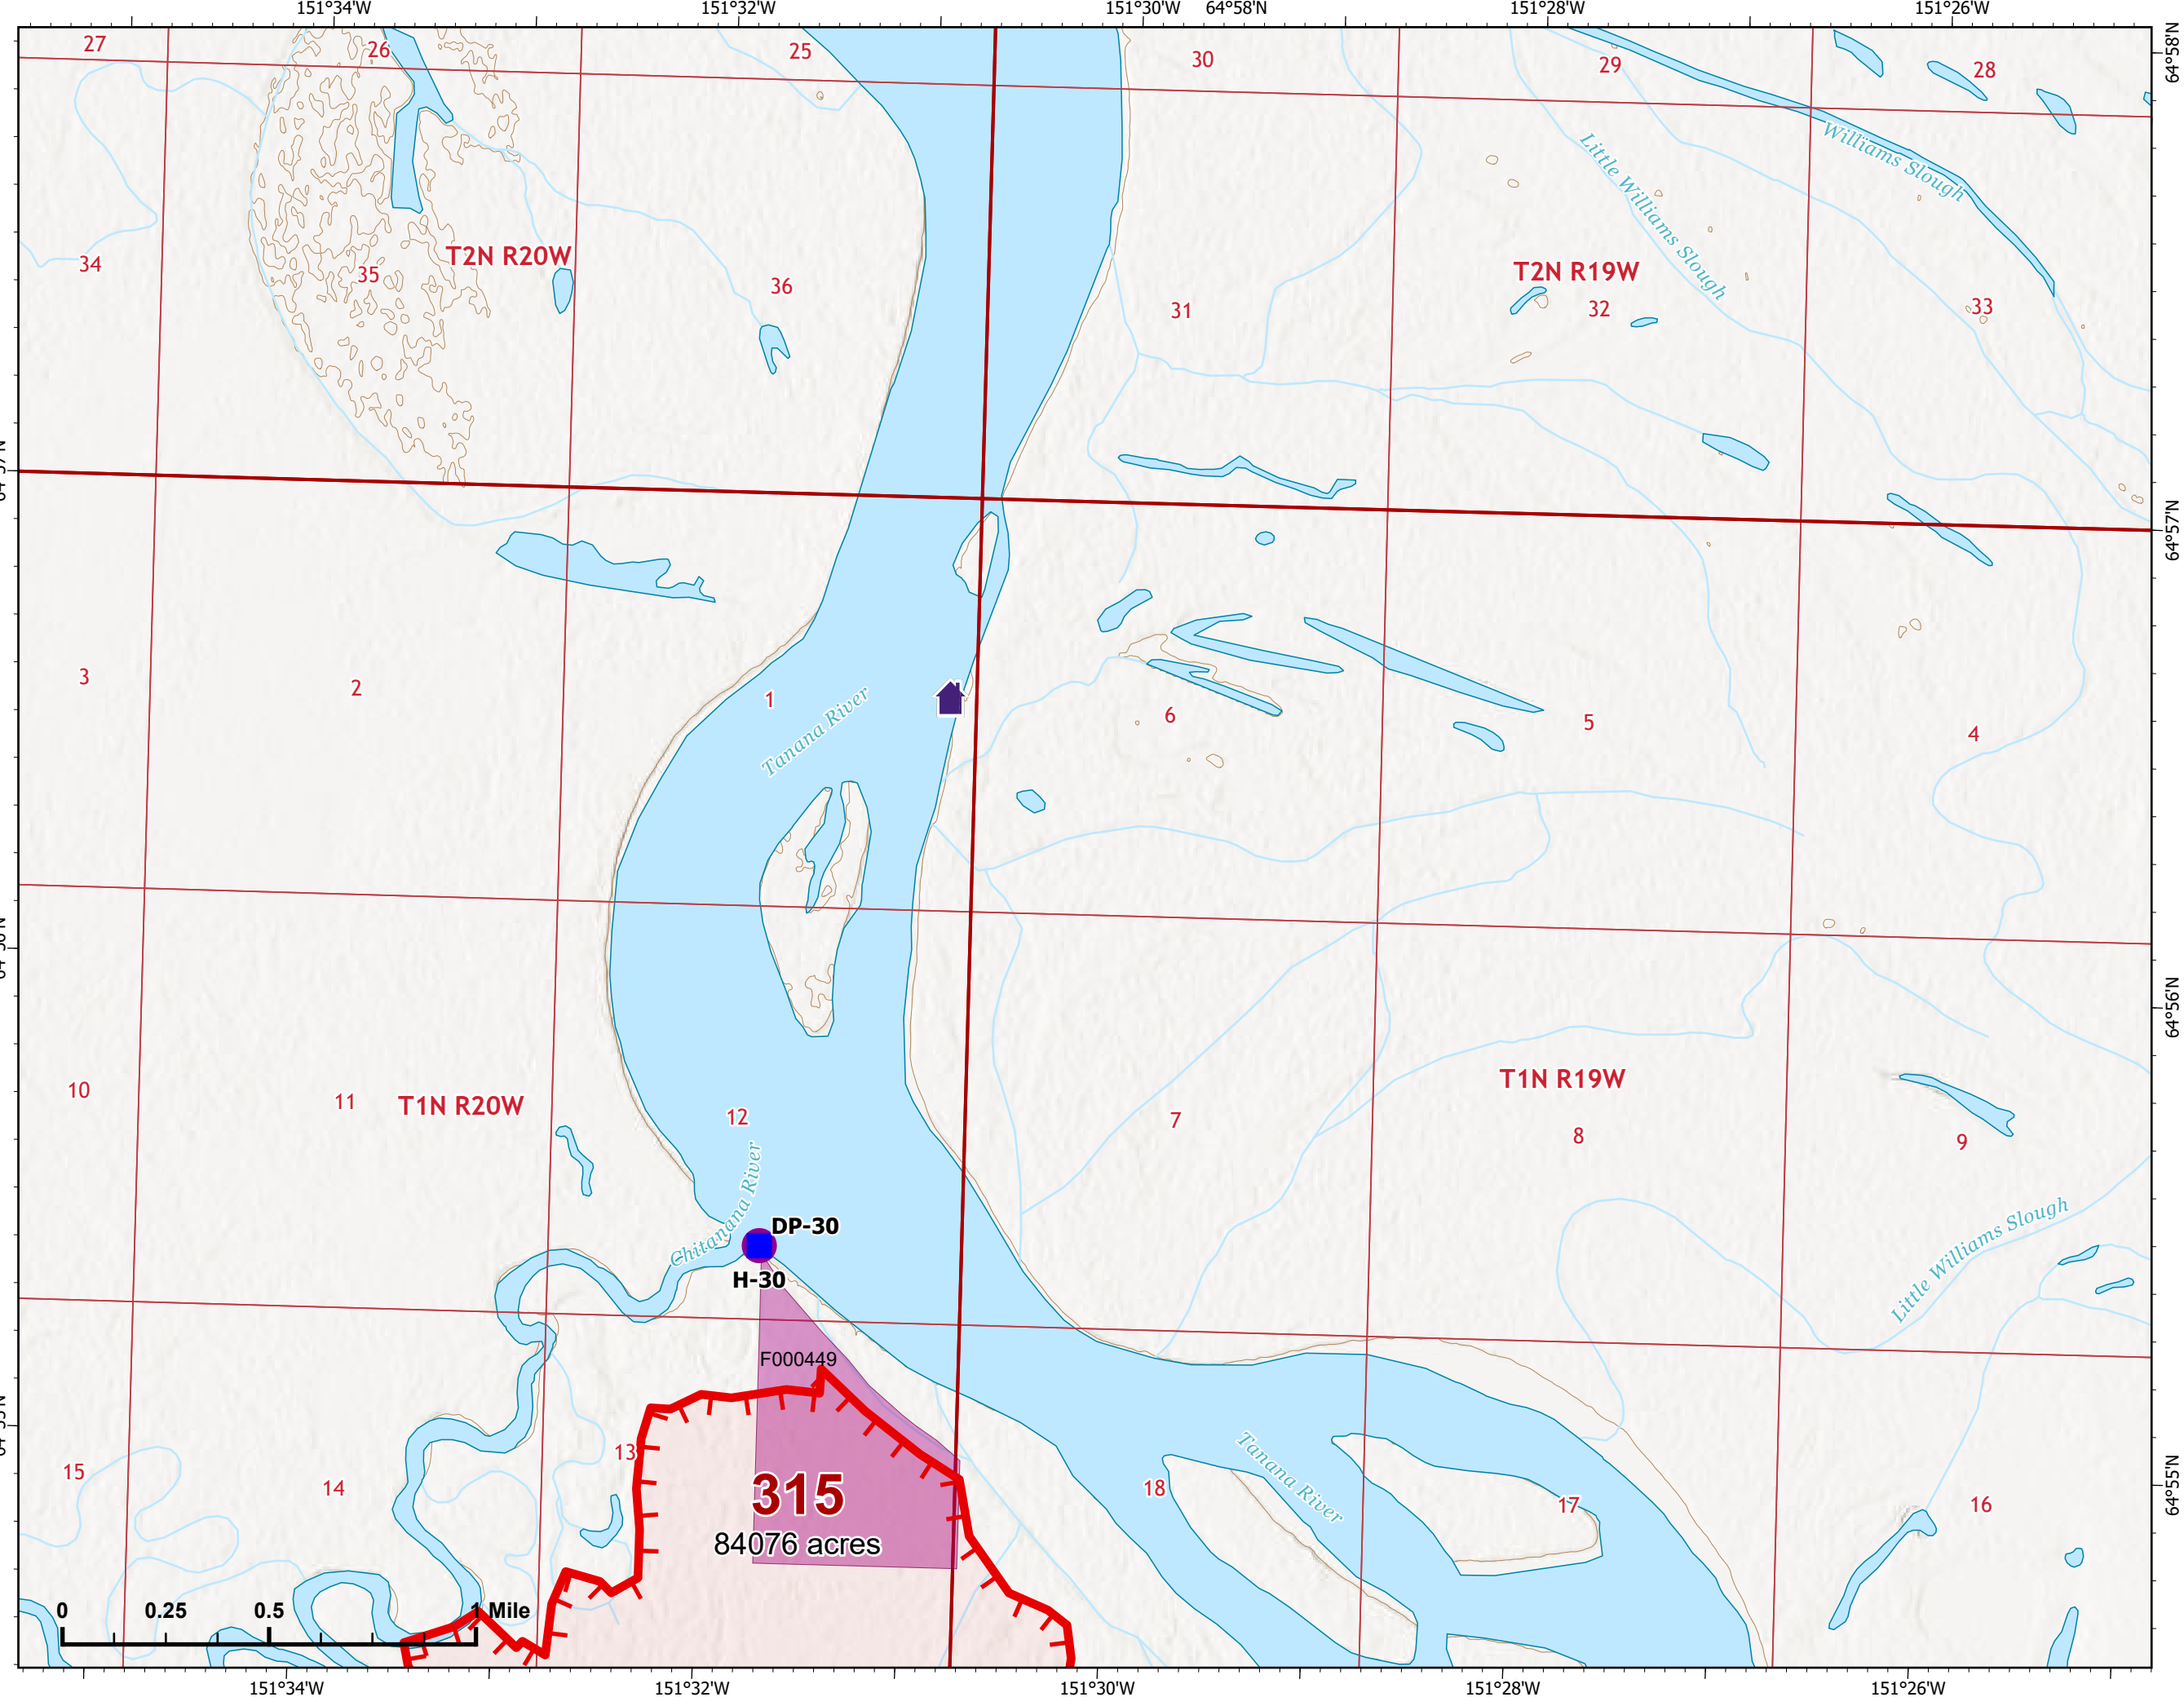 151°34'W
151°32'W
151°30'W
64°58'N
151°28'W
151°26'W
64°58'N
27
26
25
30
29
28
Williams Slough
Little Williams Slough
34
35
T2N R20W
36
31
T2N R19W
32
33
64°57'N
3
2
1
Tanana River
6
5
4
64°56'N
10
11
T1N R20W
12
7
T1N R19W
8
9
Chitanana River
DP-30
H-30
Little Williams Slough
F000449
15
14
13
315
84076 acres
18
Tanana River
17
16
64°55'N
0
0.25
0.5
1 Mile
151°34'W
151°32'W
151°30'W
151°28'W
151°26'W